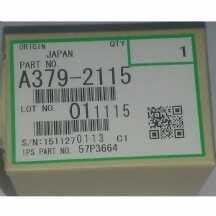 ORIGIN QTY
JAPAN 1
PART NO.
A379-2115
LOT NO. 011115
S/N:1511270113 C1
IPS PART NO. 57P3664